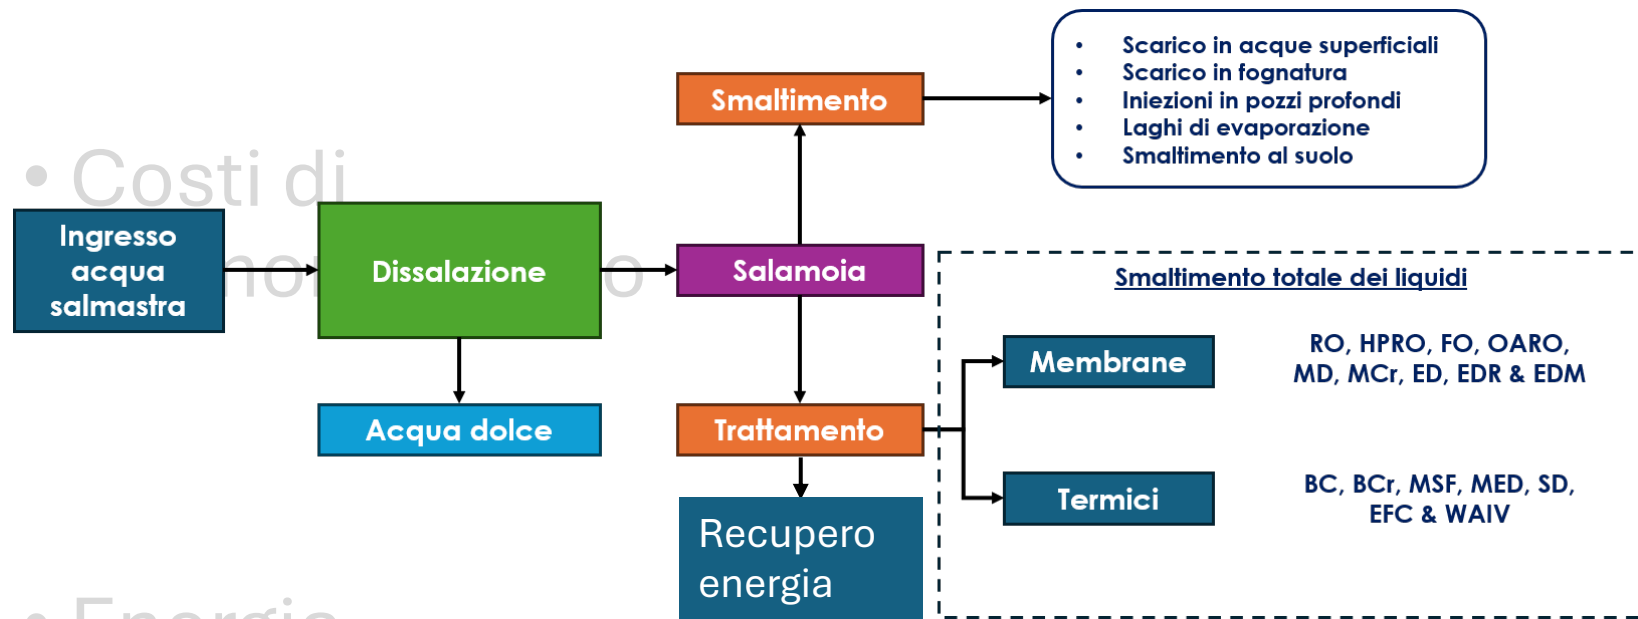 • Scarico in acque superficiali
• Scarico in fognatura
• Iniezioni in pozzi profondi
• Laghi di evaporazione
• Smaltimento al suolo
Smaltimento
• Costi di
Ingresso
acqua
salmastra
Dissalazione
Salamoia
Smaltimento totale dei liquidi
Membrane
RO, HPRO, FO, OARO,
MD, MCr, ED, EDR & EDM
Acqua dolce
Trattamento
Termici
BC, BCr, MSF, MED, SD,
EFC & WAIV
Recupero
energia
• Energie